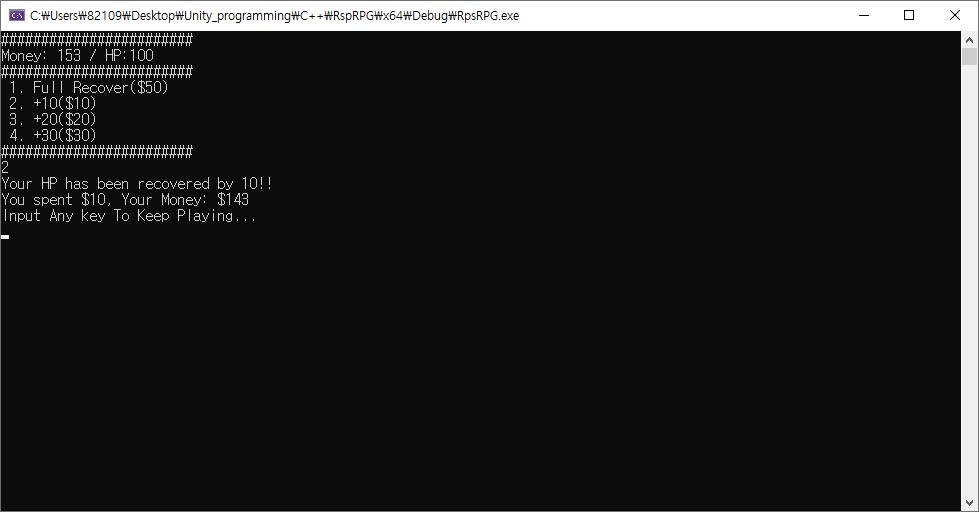 C:\Users\82109\Desktop\Unity_programming\C++\RspRPG\x64\Debug\RpsRPG.exe
########################
Money: 153 / HP:100
########################
1. Full Recover($50)
2. +10($10)
3. +20($20)
4. +30($30)
########################
2
Your HP has been recovered by 10!!
You spent $10, Your Money: $143
Input Any key To Keep Playing...